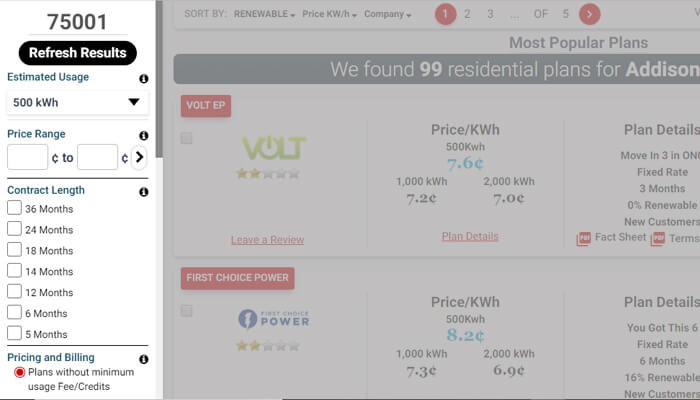 75001
Refresh Results
Estimated Usage
500 kWh
Price Range
¢ to ¢
Contract Length
36 Months
24 Months
18 Months
14 Months
12 Months
6 Months
5 Months
Pricing and Billing
Plans without minimum
usage Fee/Credits
SORT BY: RENEWABLE Price KW/h Company 1 2 3 ... OF 5
Most Popular Plans
We found 99 residential plans for Addison
VOLT EP
VOLT
Leave a Review
Price/KWh
500Kwh
7.6¢
1,000 kWh 2,000 kWh
7.2¢ 7.0¢
Plan Details
Plan Details
Move In 3 in ONC
Fixed Rate
3 Months
0% Renewable
New Customers
PDF Fact Sheet PDF Terms
FIRST CHOICE POWER
FIRST CHOICE
POWER
Price/KWh
500Kwh
8.2¢
1,000 kWh 2,000 kWh
7.3¢ 6.9¢
Plan Details
You Got This 6
Fixed Rate
6 Months
16% Renewable
New Customers